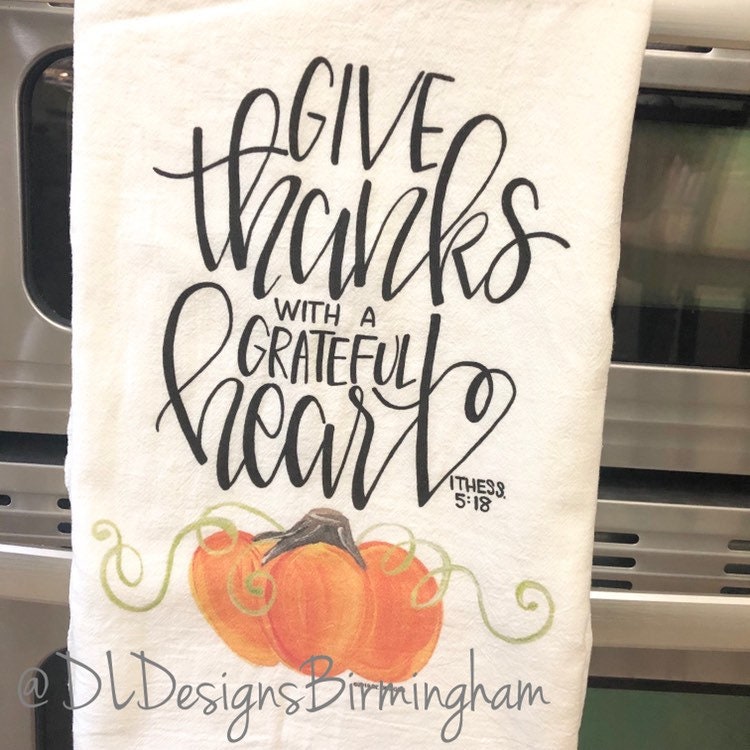 GIVE
thanks
WITH A
GRATEFUL
heart
1THESS.
5:18
@DLDesignsBirmingham